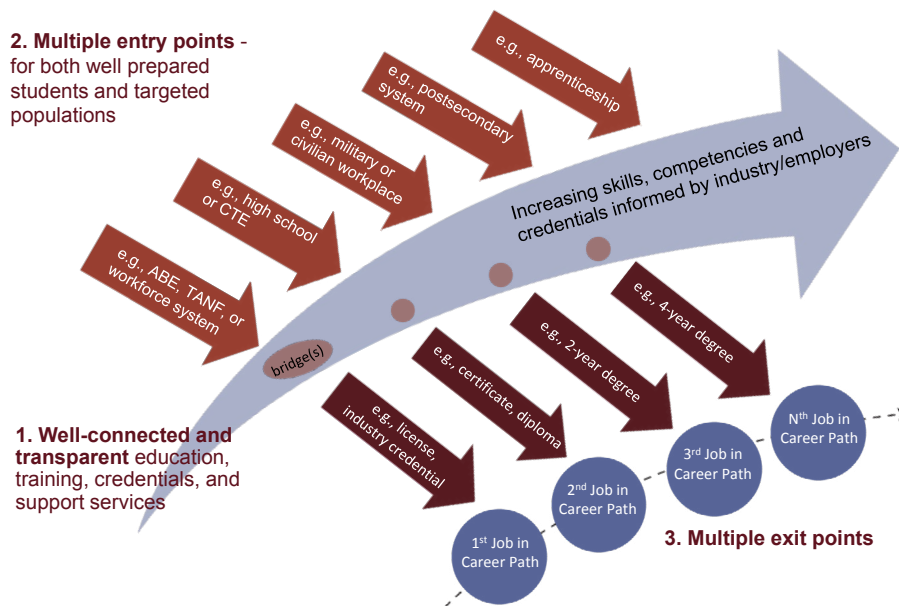 2. Multiple entry points -
for both well prepared
students and targeted
populations
e.g., ABE, TANF, or
workforce system
e.g., high school
or CTE
e.g., military or
civilian workplace
e.g., postsecondary
system
e.g., apprenticeship
Increasing skills, competencies and
credentials informed by industry/employers
bridge(s)
1. Well-connected and
transparent education,
training, credentials, and
support services
e.g., license,
industry credential
e.g., certificate, diploma
e.g., 2-year degree
e.g., 4-year degree
1st Job in
Career Path
2nd Job in
Career Path
3rd Job in
Career Path
Nth Job in
Career Path
3. Multiple exit points